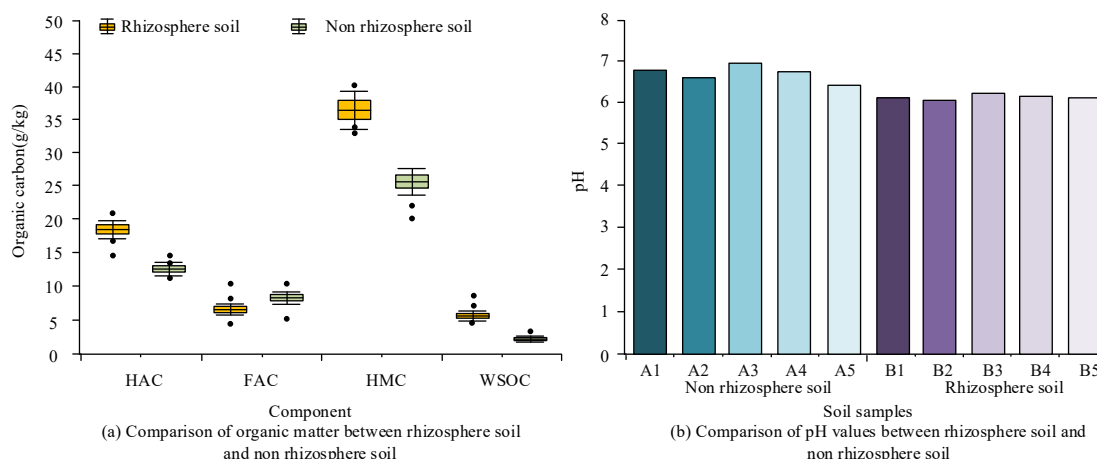 Rhizosphere soil
Non rhizosphere soil
50
45
40
35
30
25
20
15
10
5
0
Organic carbon(g/kg)
HAC
FAC
HMC
WSOC
Component
(a) Comparison of organic matter between rhizosphere soil
and non rhizosphere soil
8
7
6
5
4
3
2
1
0
pH
A1
A2
A3
A4
A5
B1
B2
B3
B4
B5
Non rhizosphere soil
Rhizosphere soil
Soil samples
(b) Comparison of pH values between rhizosphere soil and
non rhizosphere soil